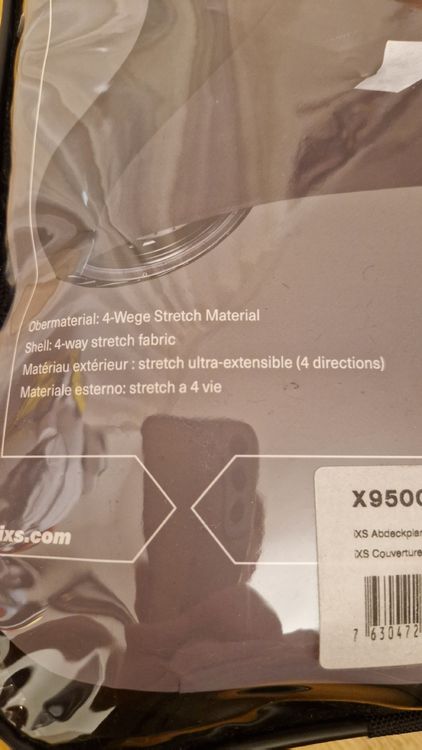 Obermaterial: 4-Wege Stretch Material
Shell: 4-way stretch fabric
Matériau extérieur : stretch ultra-extensible (4 directions)
Materiale esterno: stretch a 4 vie
ixs.com
X950
iXS Abdeckpla
iXS Couverture
7 630472